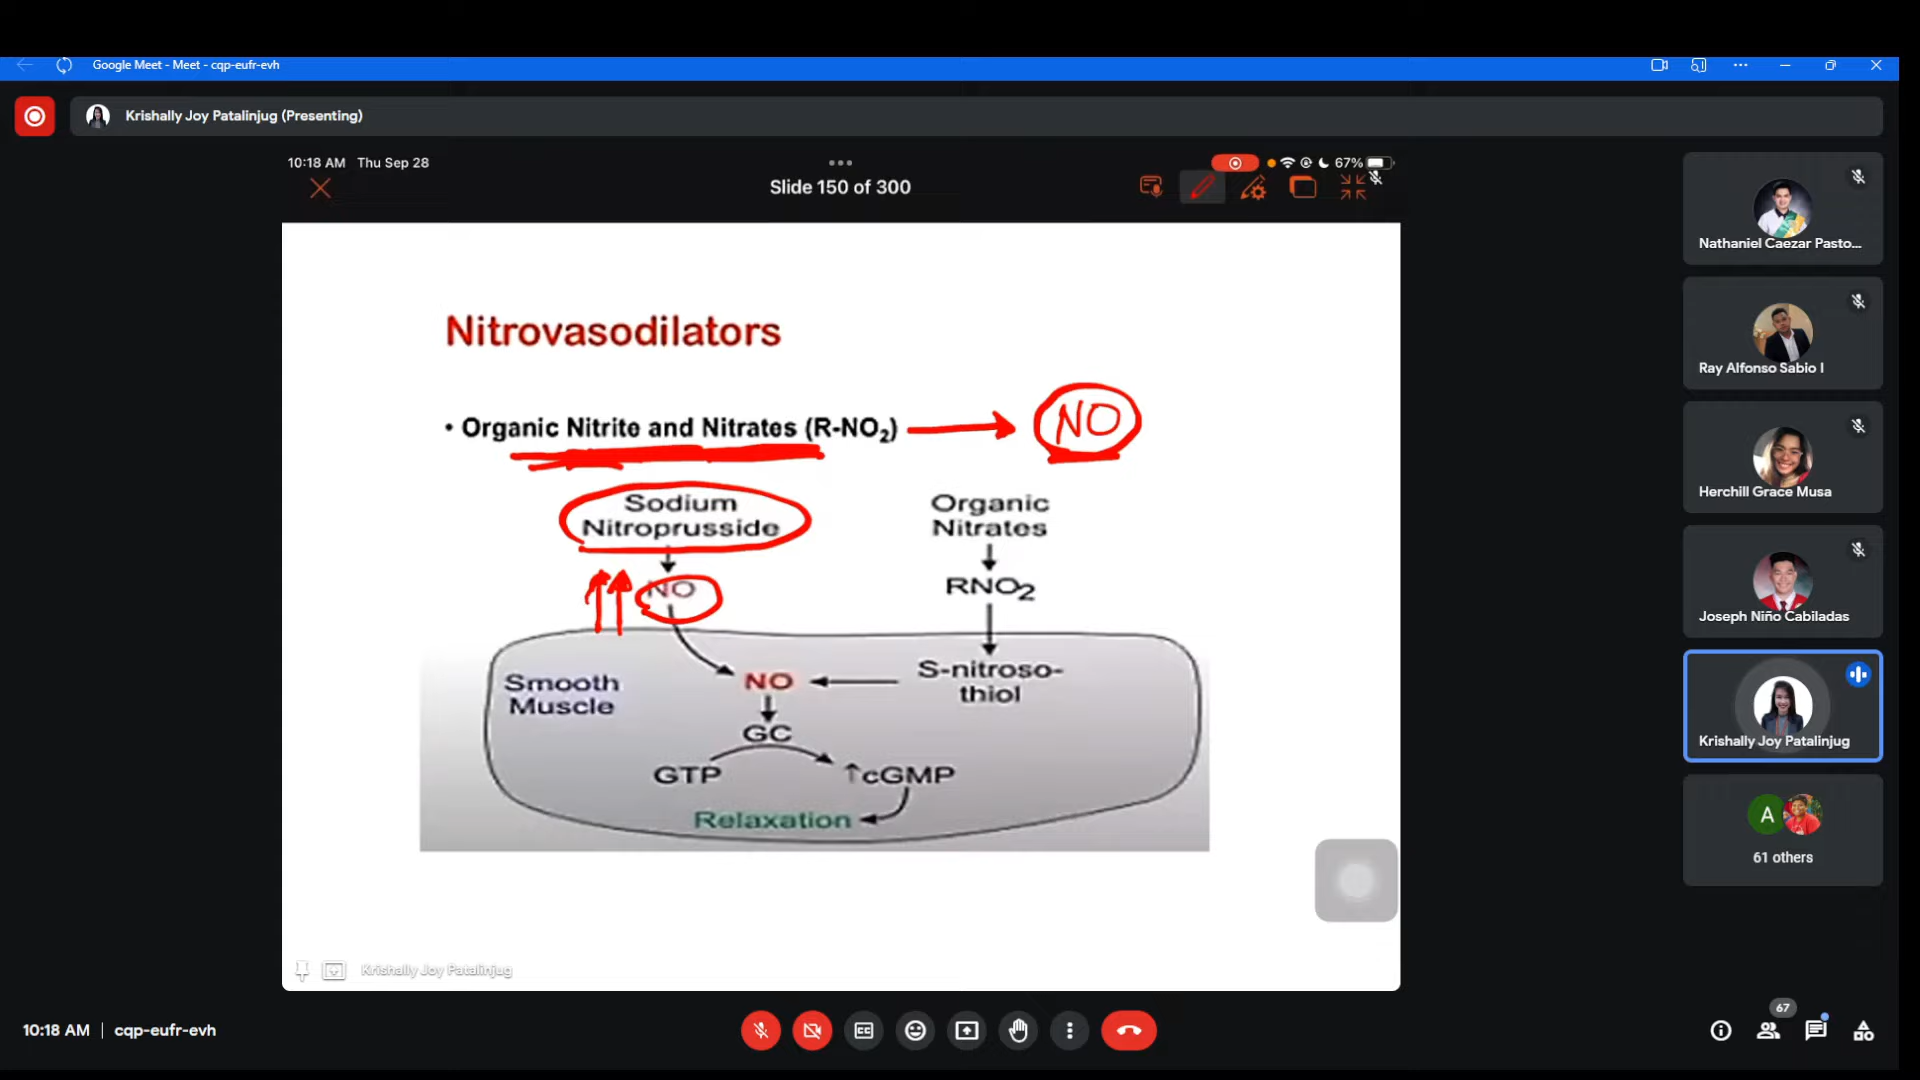 Google Meet - Meet - cqp-eufr-evh
Krishally Joy Patalinjug (Presenting)
10:18 AM Thu Sep 28
67%
Slide 150 of 300
Nitrovasodilators
• Organic Nitrite and Nitrates (R-NO₂)
NO
Sodium
Nitroprusside
NO
Organic
Nitrates
RNO₂
Smooth
Muscle
NO
S-nitroso-
thiol
GC
GTP
↑cGMP
Relaxation
Krishally Joy Patalinjug
Nathaniel Caezar Pasto...
Ray Alfonso Sabio I
Herchill Grace Musa
Joseph Niño Cabiladas
Krishally Joy Patalinjug
A
61 others
10:18 AM | cqp-eufr-evh
67